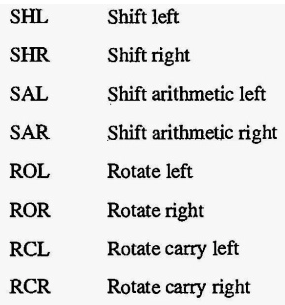 SHL Shift left
SHR Shift right
SAL Shift arithmetic left
SAR Shift arithmetic right
ROL Rotate left
ROR Rotate right
RCL Rotate carry left
RCR Rotate carry right